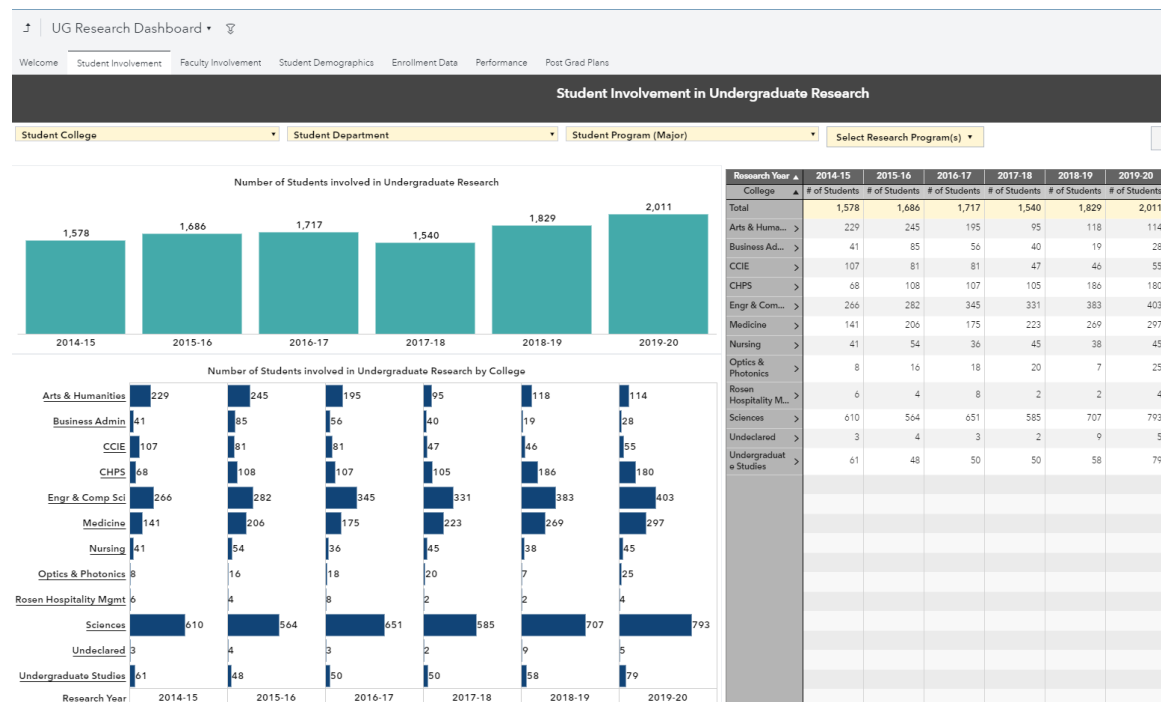 UG Research Dashboard
Welcome Student Involvement Faculty Involvement Student Demographics Enrollment Data Performance Post Grad Plans
Student Involvement in Undergraduate Research
Student College Student Department Student Program (Major) Select Research Program(s)
Number of Students involved in Undergraduate Research
1,578 1,686 1,717 1,540 1,829 2,011
2014-15 2015-16 2016-17 2017-18 2018-19 2019-20
Number of Students involved in Undergraduate Research by College
Arts & Humanities 229 245 195 95 118 114
Business Admin 41 85 56 40 19 28
CCIE 107 81 81 47 46 55
CHPS 68 108 107 105 186 180
Engr & Comp Sci 266 282 345 331 383 403
Medicine 141 206 175 223 269 297
Nursing 41 54 36 45 38 45
Optics & Photonics 8 16 18 20 7 25
Rosen Hospitality Mgmt 6 4 8 2 2 4
Sciences 610 564 651 585 707 793
Undeclared 3 4 3 2 9 5
Undergraduate Studies 61 48 50 50 58 79
Research Year 2014-15 2015-16 2016-17 2017-18 2018-19 2019-20
Research Year 2014-15 2015-16 2016-17 2017-18 2018-19 2019-20
College # of Students # of Students # of Students # of Students # of Students # of Students
Total 1,578 1,686 1,717 1,540 1,829 2,011
Arts & Huma... 229 245 195 95 118 114
Business Ad... 41 85 56 40 19 28
CCIE 107 81 81 47 46 55
CHPS 68 108 107 105 186 180
Engr & Com... 266 282 345 331 383 403
Medicine 141 206 175 223 269 297
Nursing 41 54 36 45 38 45
Optics &
Photonics 8 16 18 20 7 25
Rosen
Hospitality M... 6 4 8 2 2 4
Sciences 610 564 651 585 707 793
Undeclared 3 4 3 2 9 5
Undergraduat
e Studies 61 48 50 50 58 79